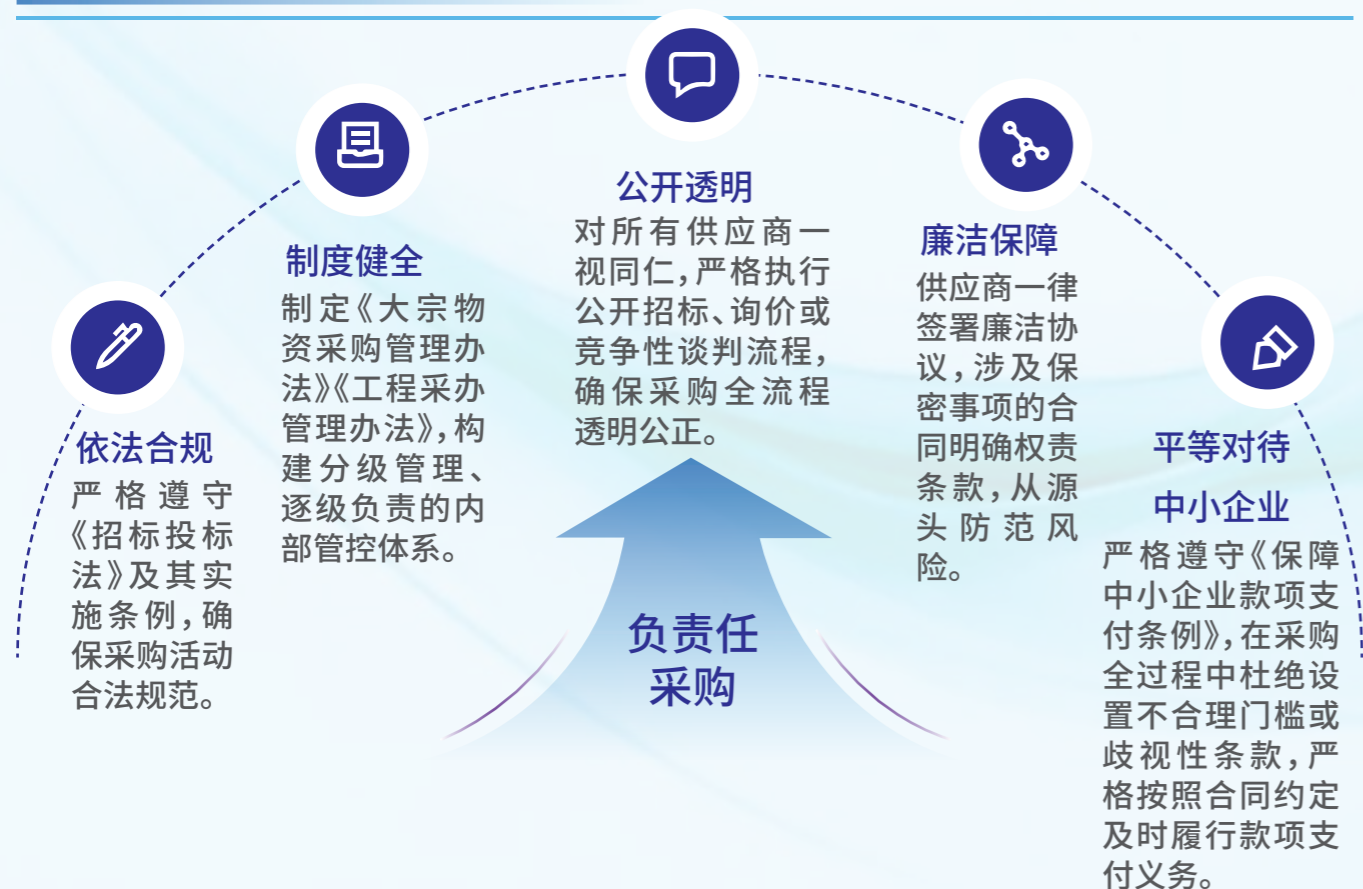 依法合规
严格遵守
《招标投标
法》及其实
施条例，确
保采购活动
合法规范。
制度健全
制定《大宗物
资采购管理办
法》《工程采办
管理办法》，构
建分级管理、
逐级负责的内
部管控体系。
公开透明
对所有供应商一
视同仁，严格执行
公开招标、询价或
竞争性谈判流程，
确保采购全流程
透明公正。
廉洁保障
供应商一律
签署廉洁协
议，涉及保
密事项的合
同明确权责
条款，从源
头防范风
险。
平等对待
中小企业
严格遵守《保障
中小企业款项支
付条例》，在采购
全过程中杜绝设
置不合理门槛或
歧视性条款，严
格按照合同约定
及时履行款项支
付义务。
负责任
采购